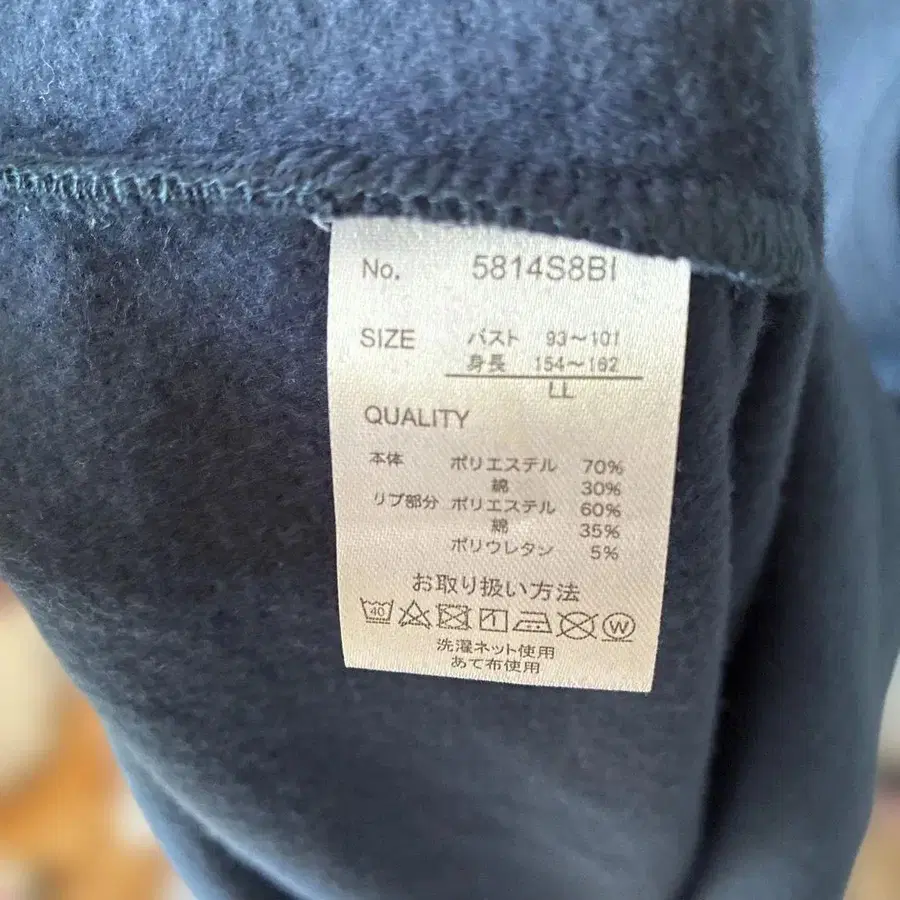 No. 5814S8BI
SIZE バスト 93〜101
身長 154〜162
LL
QUALITY
本体 ポリエステル 70%
綿 30%
リブ部分 ポリエステル 60%
綿 35%
ポリウレタン 5%
お取り扱い方法
40 W
洗濯ネット使用
あて布使用